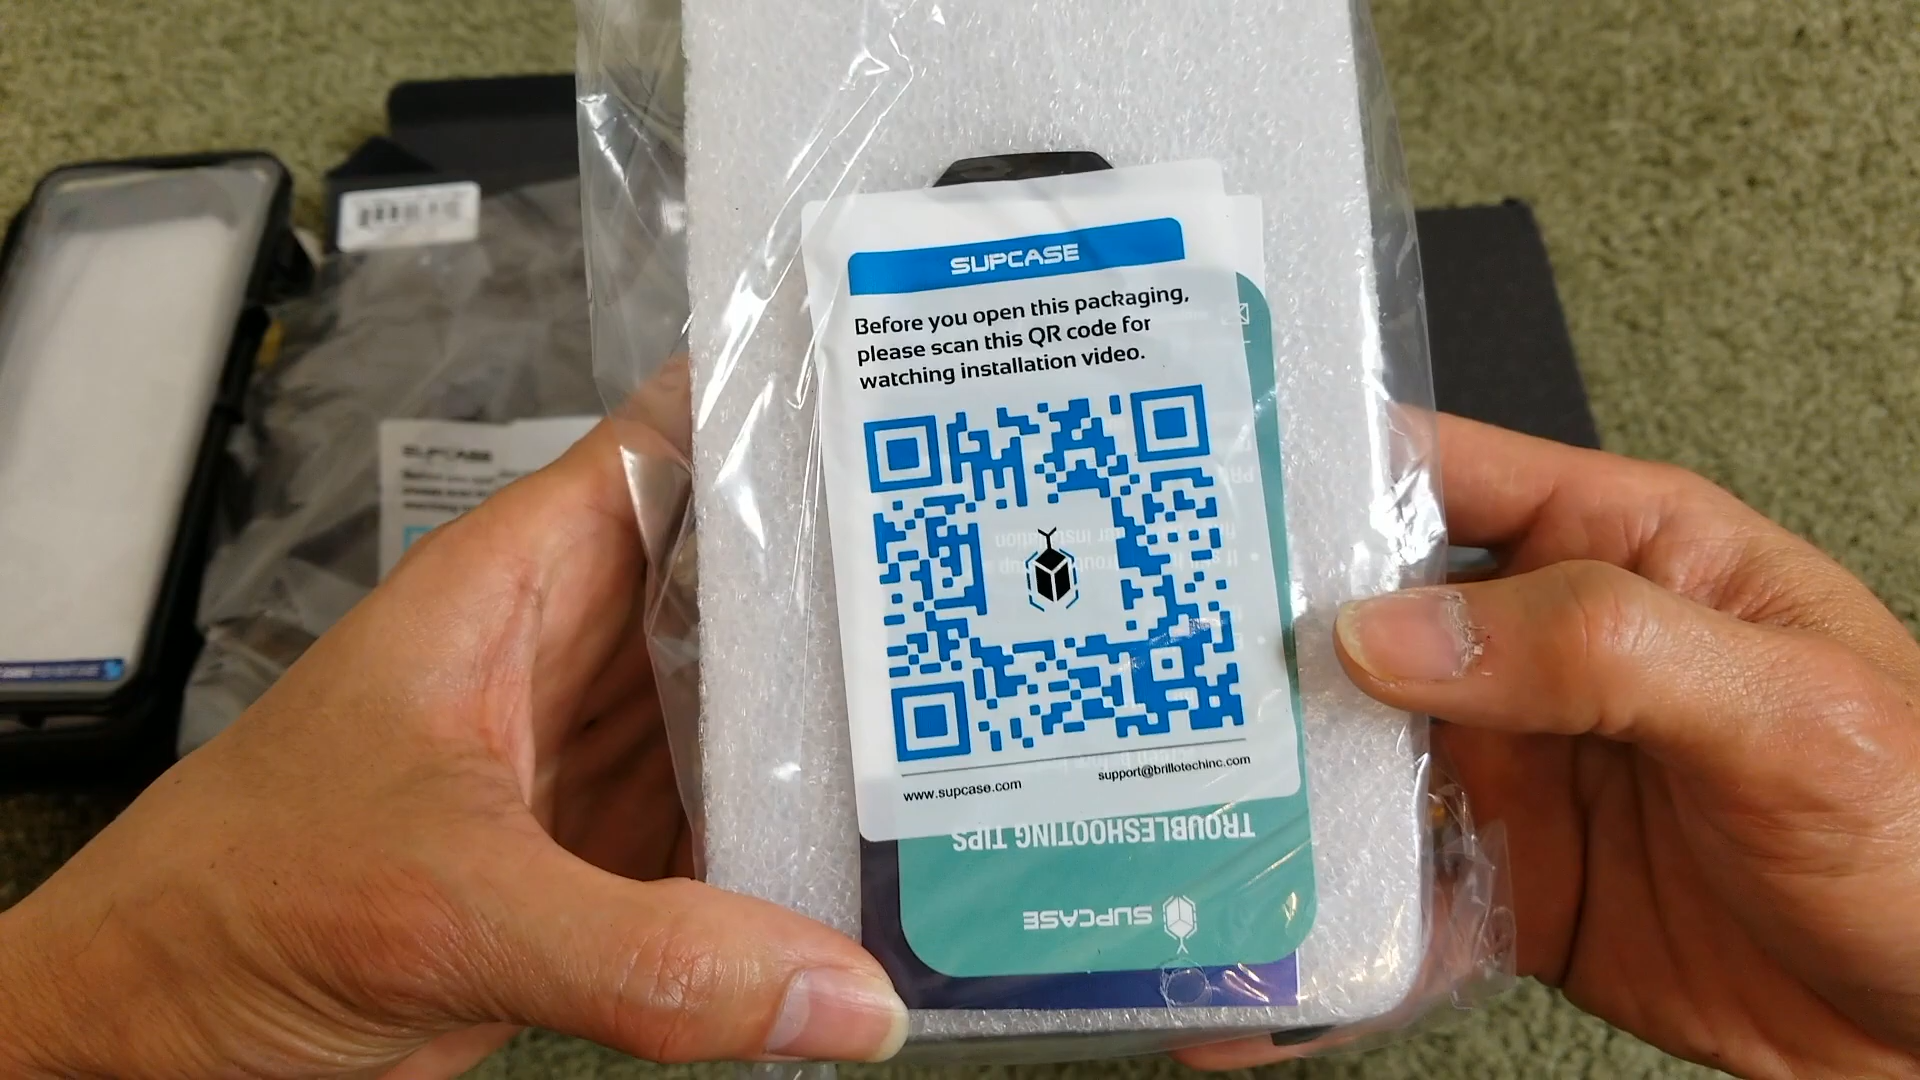 SUPCASE
Before you open this packaging,
please scan this QR code for
watching installation video.
www.supcase.com
support@brillotechinc.com
TROUBLESHOOTING TIPS
SUPCASE
SUPCASE